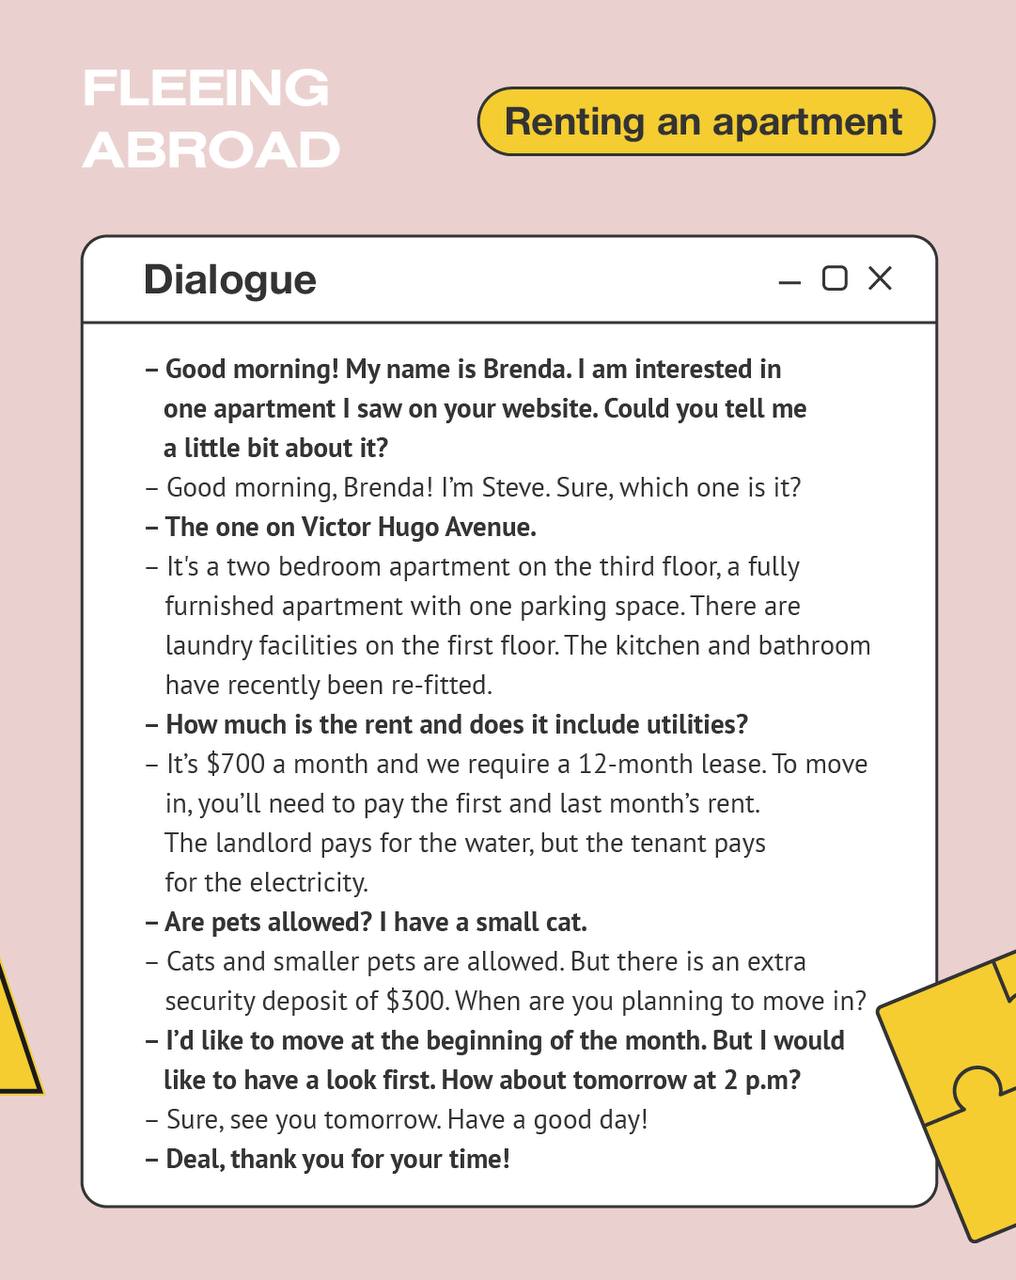 FLEEING
ABROAD
Renting an apartment
Dialogue
– Good morning! My name is Brenda. I am interested in
one apartment I saw on your website. Could you tell me
a little bit about it?
– Good morning, Brenda! I’m Steve. Sure, which one is it?
– The one on Victor Hugo Avenue.
– It's a two bedroom apartment on the third floor, a fully
furnished apartment with one parking space. There are
laundry facilities on the first floor. The kitchen and bathroom
have recently been re-fitted.
– How much is the rent and does it include utilities?
– It’s $700 a month and we require a 12-month lease. To move
in, you’ll need to pay the first and last month’s rent.
The landlord pays for the water, but the tenant pays
for the electricity.
– Are pets allowed? I have a small cat.
– Cats and smaller pets are allowed. But there is an extra
security deposit of $300. When are you planning to move in?
– I’d like to move at the beginning of the month. But I would
like to have a look first. How about tomorrow at 2 p.m?
– Sure, see you tomorrow. Have a good day!
– Deal, thank you for your time!